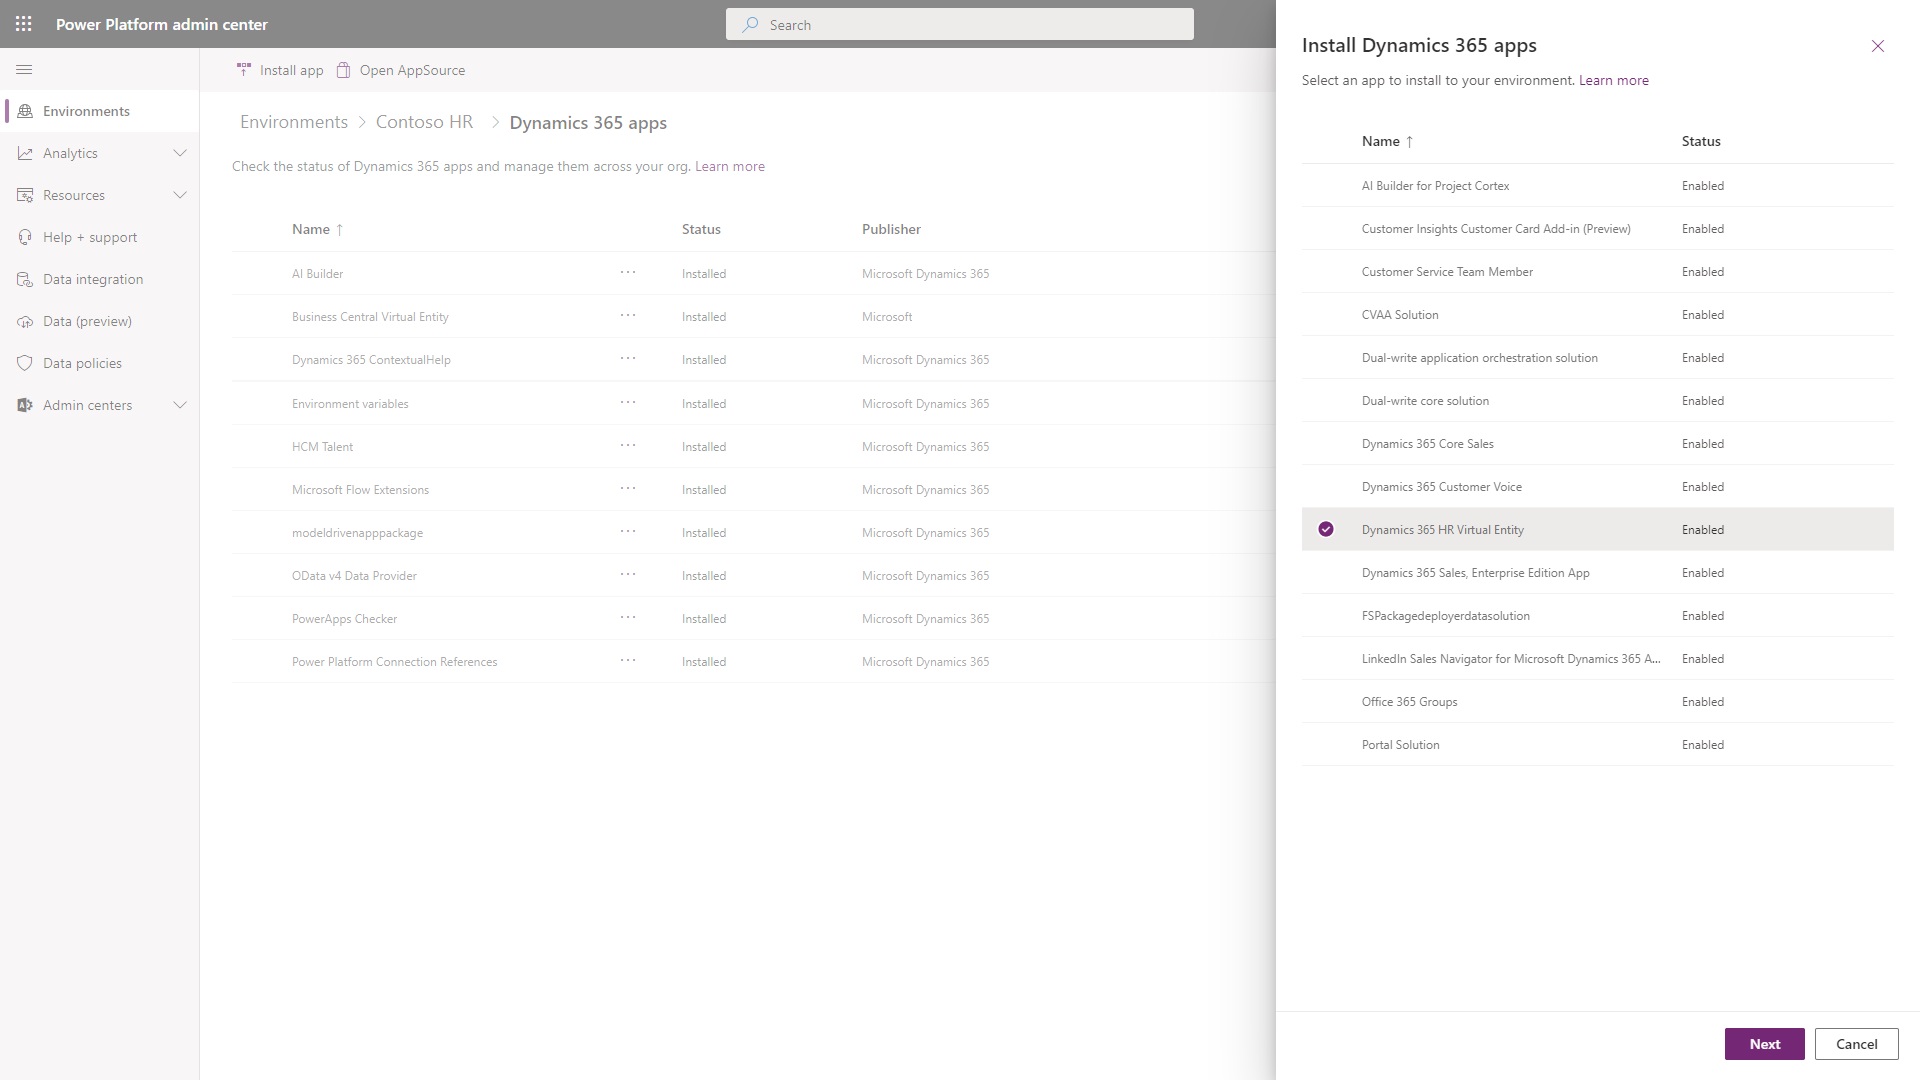 Power Platform admin center
Search
Environments
Analytics
Resources
Help + support
Data integration
Data (preview)
Data policies
Admin centers
Install app
Open AppSource
Environments > Contoso HR > Dynamics 365 apps
Check the status of Dynamics 365 apps and manage them across your org. Learn more
Name ↑ Status Publisher
AI Builder ... Installed Microsoft Dynamics 365
Business Central Virtual Entity ... Installed Microsoft
Dynamics 365 ContextualHelp ... Installed Microsoft Dynamics 365
Environment variables ... Installed Microsoft Dynamics 365
HCM Talent ... Installed Microsoft Dynamics 365
Microsoft Flow Extensions ... Installed Microsoft Dynamics 365
modeldrivenapppackage ... Installed Microsoft Dynamics 365
OData v4 Data Provider ... Installed Microsoft Dynamics 365
PowerApps Checker ... Installed Microsoft Dynamics 365
Power Platform Connection References ... Installed Microsoft Dynamics 365
Install Dynamics 365 apps
Select an app to install to your environment. Learn more
Name ↑ Status
AI Builder for Project Cortex Enabled
Customer Insights Customer Card Add-in (Preview) Enabled
Customer Service Team Member Enabled
CVAA Solution Enabled
Dual-write application orchestration solution Enabled
Dual-write core solution Enabled
Dynamics 365 Core Sales Enabled
Dynamics 365 Customer Voice Enabled
Dynamics 365 HR Virtual Entity Enabled
Dynamics 365 Sales, Enterprise Edition App Enabled
FSPackagedeployerdatasolution Enabled
LinkedIn Sales Navigator for Microsoft Dynamics 365 A... Enabled
Office 365 Groups Enabled
Portal Solution Enabled
Next
Cancel